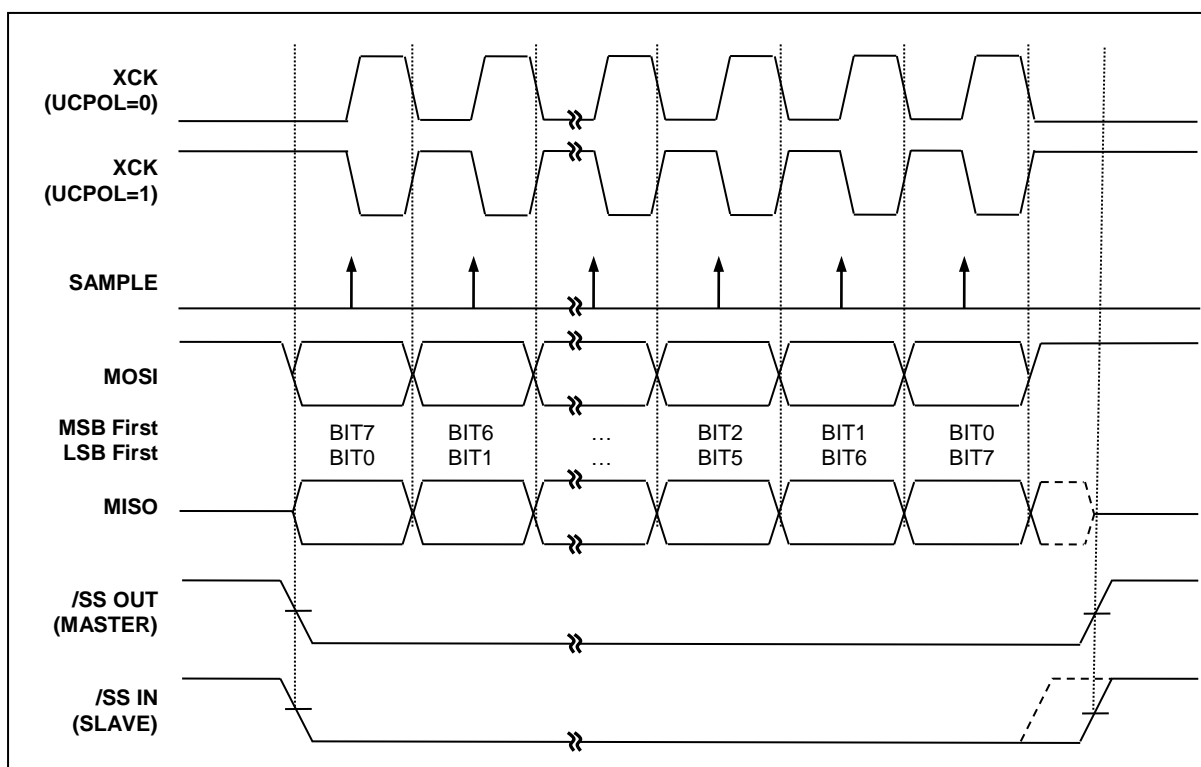 XCK
(UCPOL=0)
XCK
(UCPOL=1)
SAMPLE
MOSI
MSB First BIT7 BIT6 … BIT2 BIT1 BIT0
LSB First BIT0 BIT1 … BIT5 BIT6 BIT7
MISO
/SS OUT
(MASTER)
/SS IN
(SLAVE)